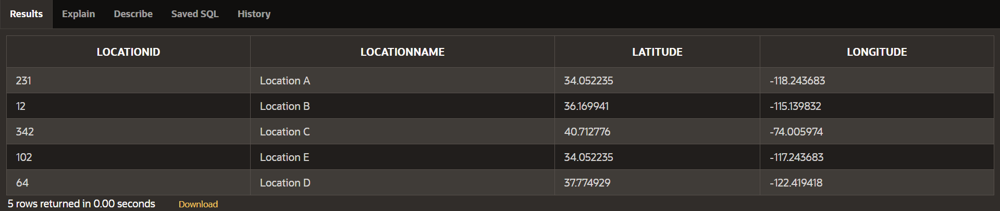 Results Explain Describe Saved SQL History
LOCATIONID LOCATIONNAME LATITUDE LONGITUDE
231 Location A 34.052235 -118.243683
12 Location B 36.169941 -115.139832
342 Location C 40.712776 -74.005974
102 Location E 34.052235 -117.243683
64 Location D 37.774929 -122.419418
5 rows returned in 0.00 seconds Download